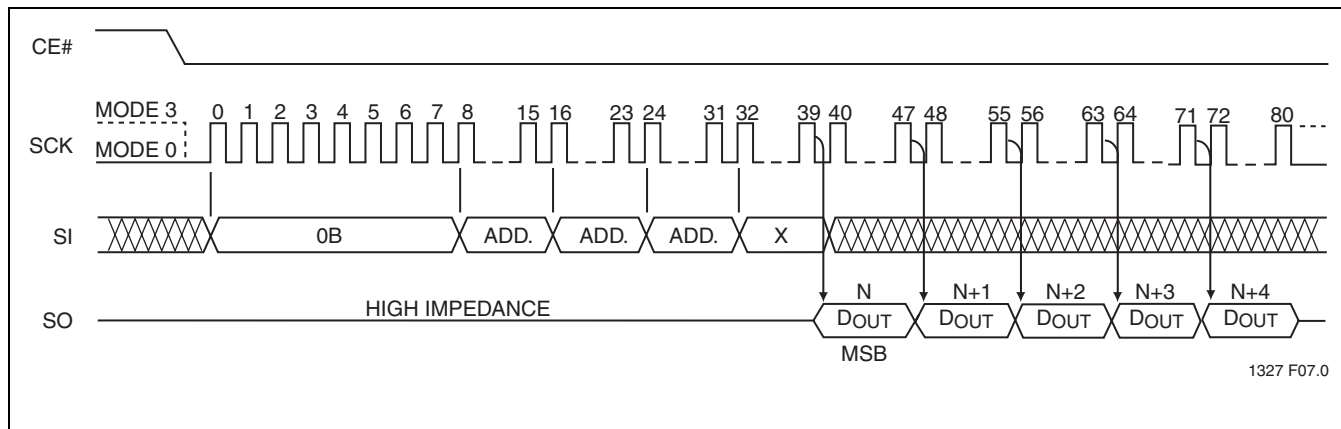 CE#
MODE 3
0 1 2 3 4 5 6 7 8 15 16 23 24 31 32 39 40 47 48 55 56 63 64 71 72 80
SCK
MODE 0
SI
0B ADD. ADD. ADD. X
N N+1 N+2 N+3 N+4
SO
HIGH IMPEDANCE
DOUT DOUT DOUT DOUT DOUT
MSB
1327 F07.0